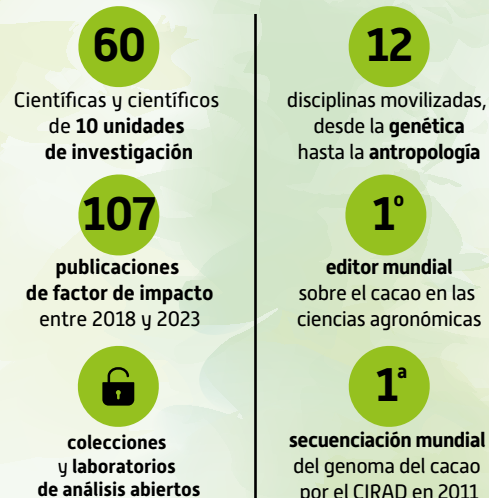 60
Científicas y científicos
de 10 unidades
de investigación
107
publicaciones
de factor de impacto
entre 2018 y 2023
colecciones
y laboratorios
de análisis abiertos
12
disciplinas movilizadas,
desde la genética
hasta la antropología
1º
editor mundial
sobre el cacao en las
ciencias agronómicas
1ª
secuenciación mundial
del genoma del cacao
por el CIRAD en 2011